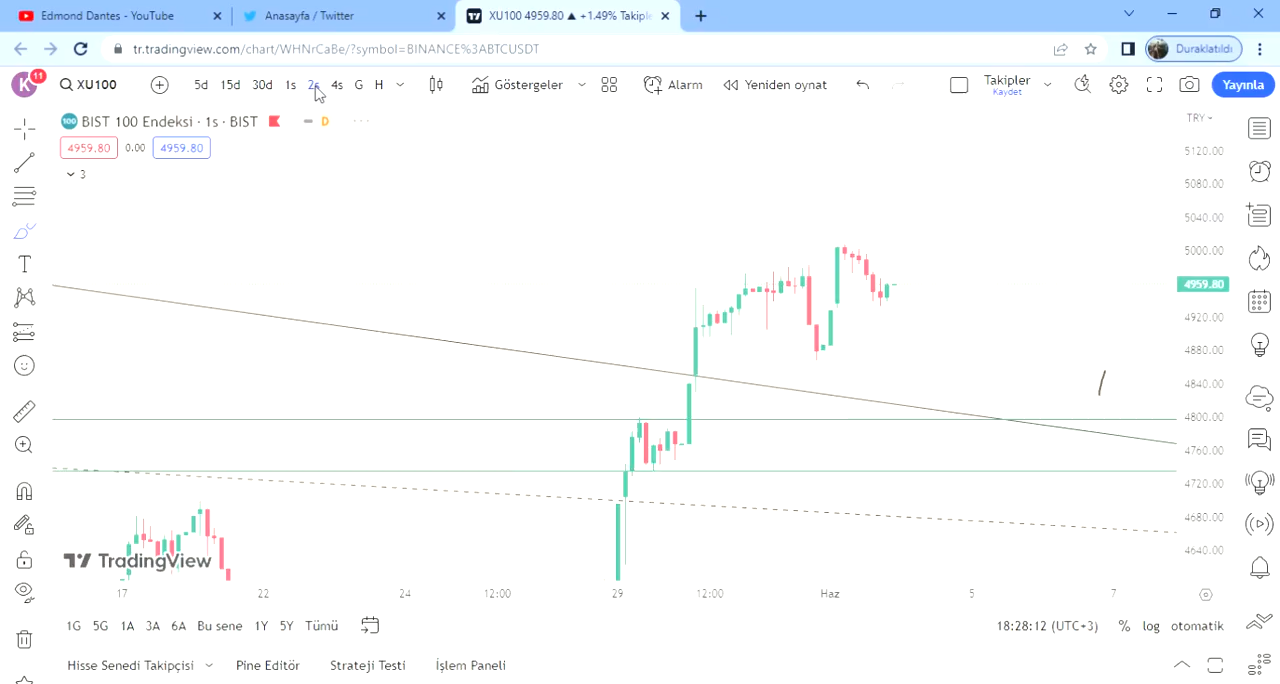 Edmond Dantes - YouTube
Anasayfa / Twitter
XU100 4959.80 ▲ +1.49% Takiple
tr.tradingview.com/chart/WHNrCaBe/?symbol=BINANCE%3ABTCUSDT
Duraklatıldı
K 11
XU100 5d 15d 30d 1s 2s 4s G H Göstergeler Alarm Yeniden oynat Takipler Yayınla
Kaydet
100 BIST 100 Endeksi · 1s · BIST D
TRY
4959.80 0.00 4959.80
3
5120.00
5080.00
5040.00
5000.00
4959.80
4920.00
4880.00
4840.00
4800.00
4760.00
4720.00
4680.00
4640.00
TradingView
17 22 24 12:00 29 12:00 Haz 5 7
1G 5G 1A 3A 6A Bu sene 1Y 5Y Tümü 18:28:12 (UTC+3) % log otomatik
Hisse Senedi Takipçisi Pine Editör Strateji Testi İşlem Paneli